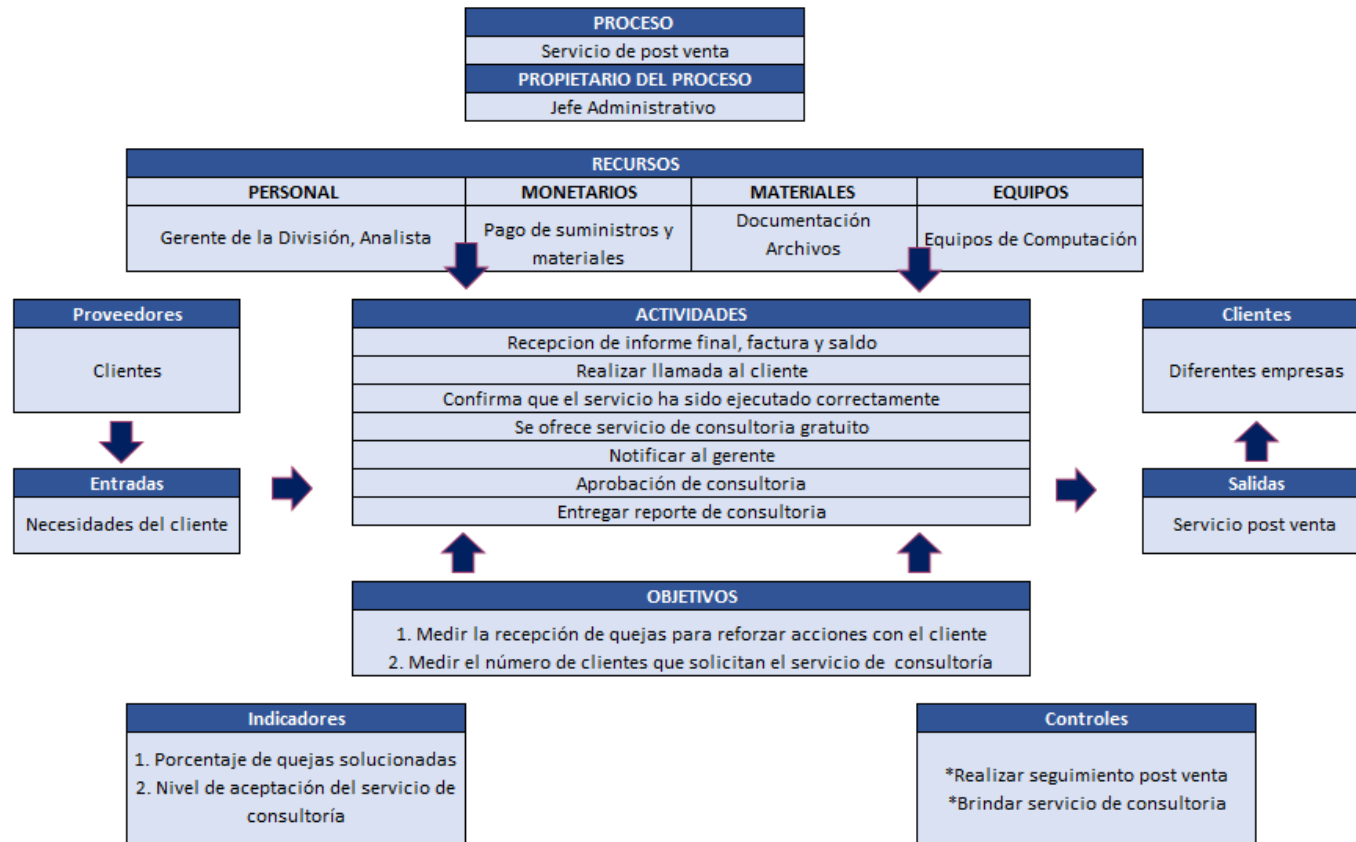 PROCESO
Servicio de post venta
PROPIETARIO DEL PROCESO
Jefe Administrativo
RECURSOS
PERSONAL
MONETARIOS
MATERIALES
EQUIPOS
Gerente de la División, Analista
Pago de suministros y
materiales
Documentación
Archivos
Equipos de Computación
Proveedores
Clientes
Entradas
Necesidades del cliente
ACTIVIDADES
Recepcion de informe final, factura y saldo
Realizar llamada al cliente
Confirma que el servicio ha sido ejecutado correctamente
Se ofrece servicio de consultoria gratuito
Notificar al gerente
Aprobación de consultoria
Entregar reporte de consultoria
Clientes
Diferentes empresas
Salidas
Servicio post venta
OBJETIVOS
1. Medir la recepción de quejas para reforzar acciones con el cliente
2. Medir el número de clientes que solicitan el servicio de consultoría
Indicadores
1. Porcentaje de quejas solucionadas
2. Nivel de aceptación del servicio de
consultoría
Controles
*Realizar seguimiento post venta
*Brindar servicio de consultoria